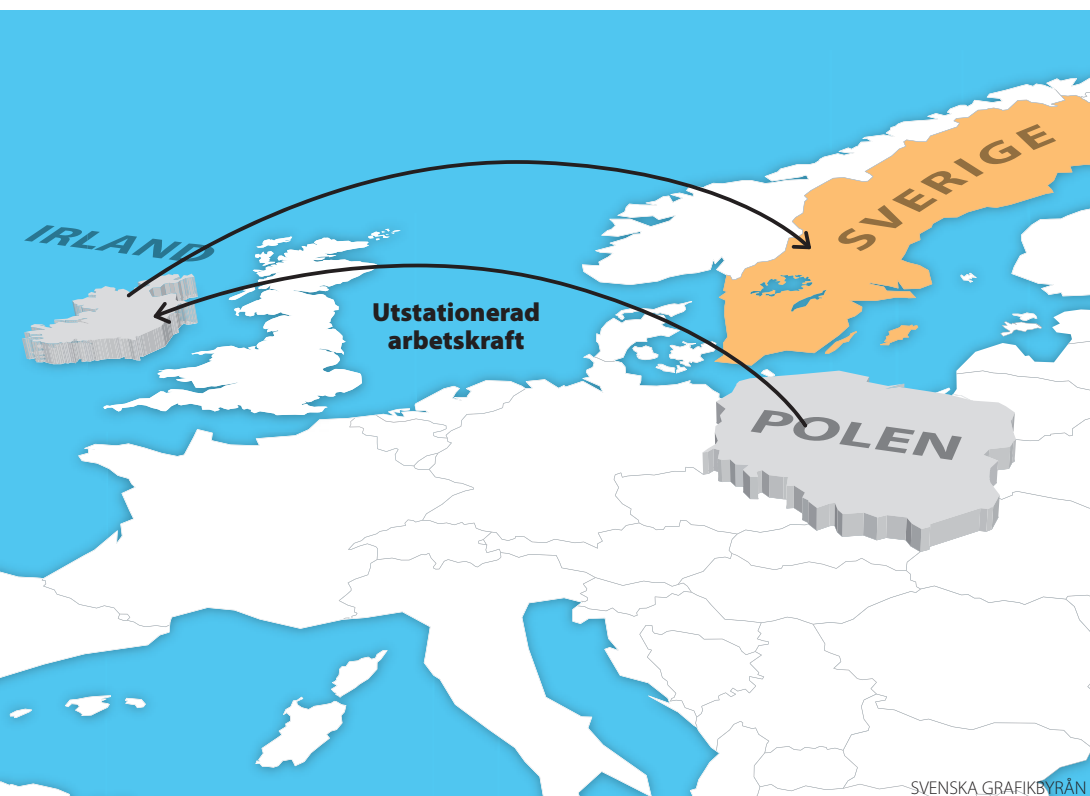 SVERIGE
IRLAND
Utstationerad
arbetskraft
POLEN
SVENSKA GRAFIKBYRÅN